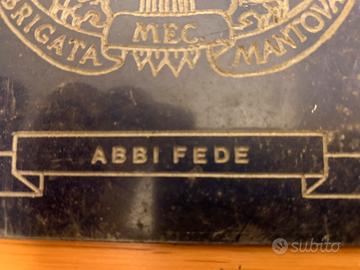 BRIGATA MEC. MANTOVA
ABBI FEDE
subito